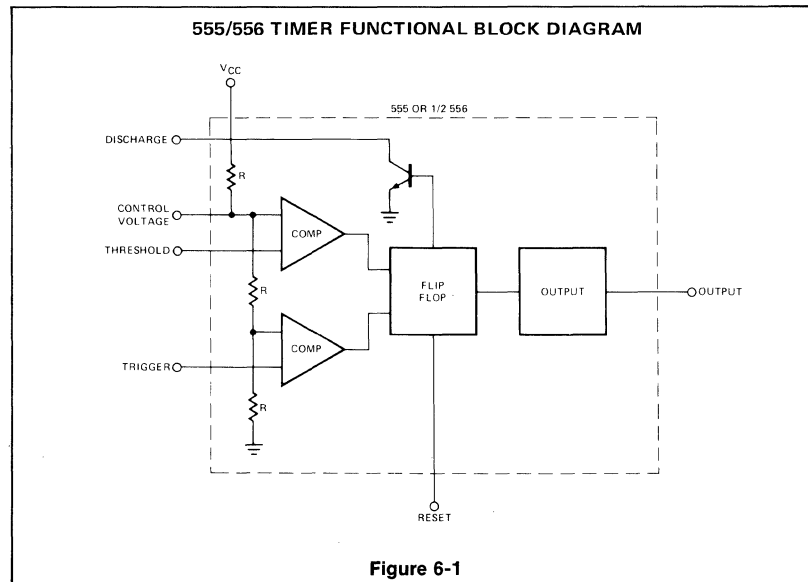 555/556 TIMER FUNCTIONAL BLOCK DIAGRAM
VCC
555 OR 1/2 556
DISCHARGE
R
CONTROL
VOLTAGE
COMP
THRESHOLD
FLIP
FLOP
OUTPUT
OUTPUT
R
COMP
TRIGGER
R
RESET
Figure 6-1